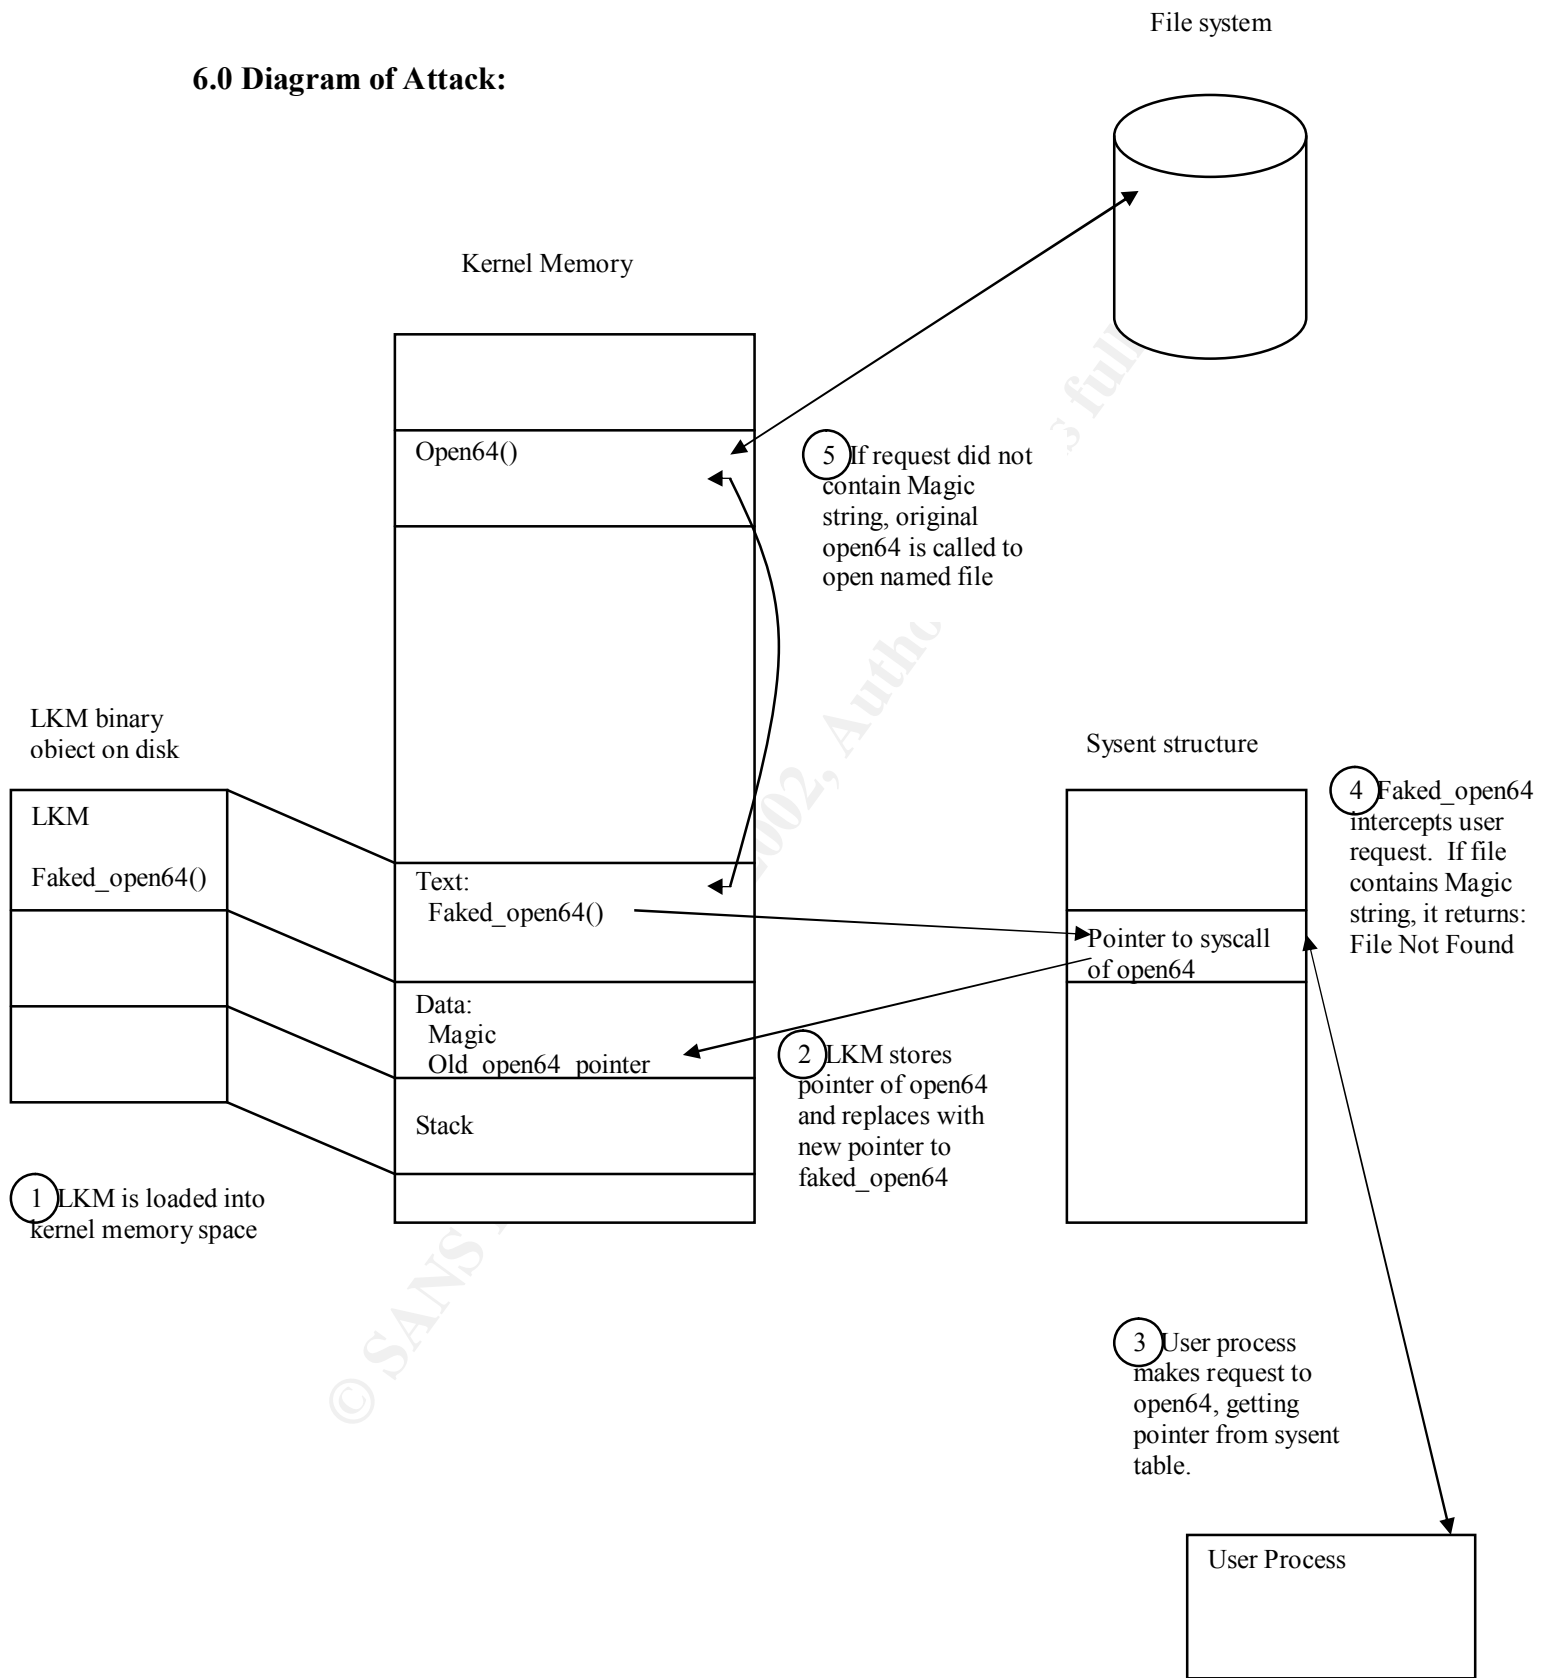 File system
6.0 Diagram of Attack:
Kernel Memory
Open64()
5 If request did not
contain Magic
string, original
open64 is called to
open named file
LKM binary
object on disk
Sysent structure
LKM
Faked_open64()
4 Faked_open64
intercepts user
request. If file
contains Magic
string, it returns:
File Not Found
Text:
Faked_open64()
Pointer to syscall
of open64
Data:
Magic
Old_open64_pointer
2 LKM stores
pointer of open64
and replaces with
new pointer to
faked_open64
Stack
1 LKM is loaded into
kernel memory space
3 User process
makes request to
open64, getting
pointer from sysent
table.
User Process
© SANS 2002, Autho s full